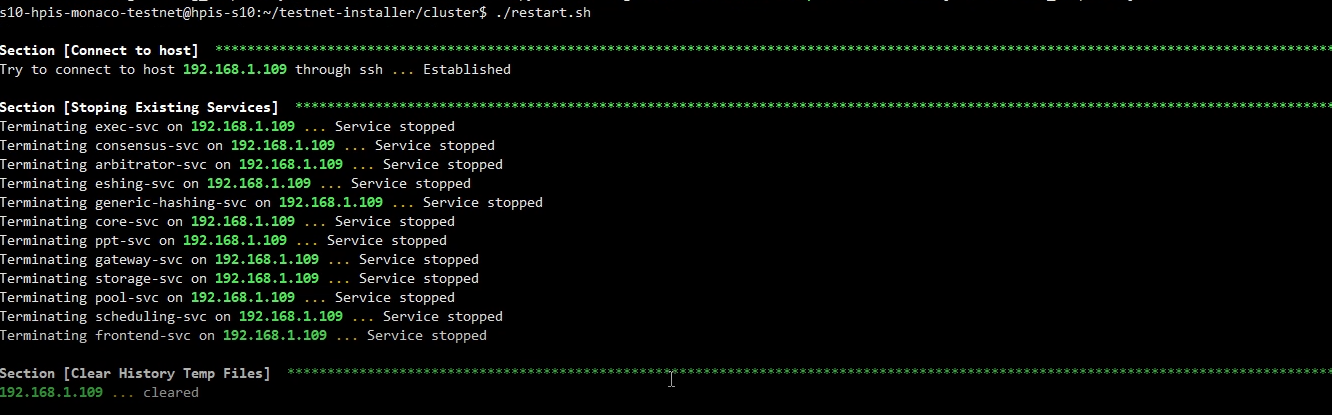 s10-hpis-monaco-testnet@hpis-s10:~/testnet-installer/cluster$ ./restart.sh
Section [Connect to host] ****************************************************************************************************************************************
Try to connect to host 192.168.1.109 through ssh ... Established
Section [Stoping Existing Services] **********************************************************************************************************************************
Terminating exec-svc on 192.168.1.109 ... Service stopped
Terminating consensus-svc on 192.168.1.109 ... Service stopped
Terminating arbitrator-svc on 192.168.1.109 ... Service stopped
Terminating eshing-svc on 192.168.1.109 ... Service stopped
Terminating generic-hashing-svc on 192.168.1.109 ... Service stopped
Terminating core-svc on 192.168.1.109 ... Service stopped
Terminating ppt-svc on 192.168.1.109 ... Service stopped
Terminating gateway-svc on 192.168.1.109 ... Service stopped
Terminating storage-svc on 192.168.1.109 ... Service stopped
Terminating pool-svc on 192.168.1.109 ... Service stopped
Terminating scheduling-svc on 192.168.1.109 ... Service stopped
Terminating frontend-svc on 192.168.1.109 ... Service stopped
Section [Clear History Temp Files] ***********************************************************************************************************************************
192.168.1.109 ... cleared